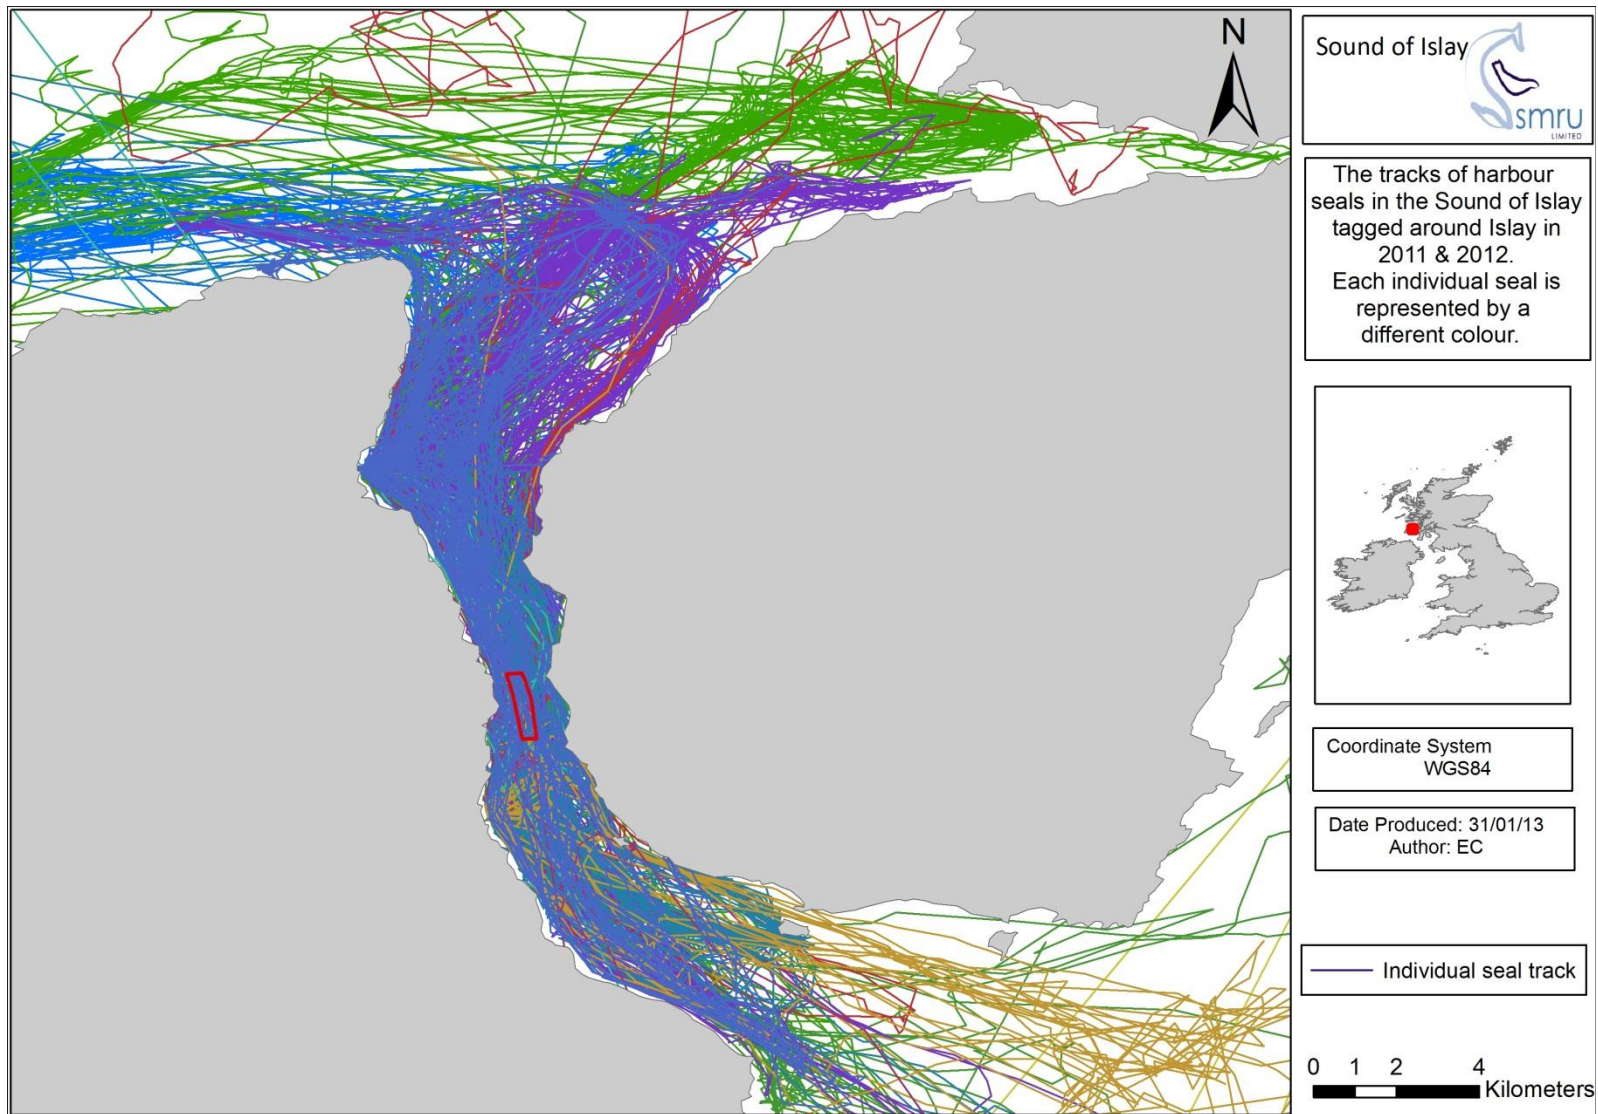 N
Sound of Islay
smru
LIMITED
The tracks of harbour
seals in the Sound of Islay
tagged around Islay in
2011 & 2012.
Each individual seal is
represented by a
different colour.
Coordinate System
WGS84
Date Produced: 31/01/13
Author: EC
Individual seal track
0 1 2 4
Kilometers